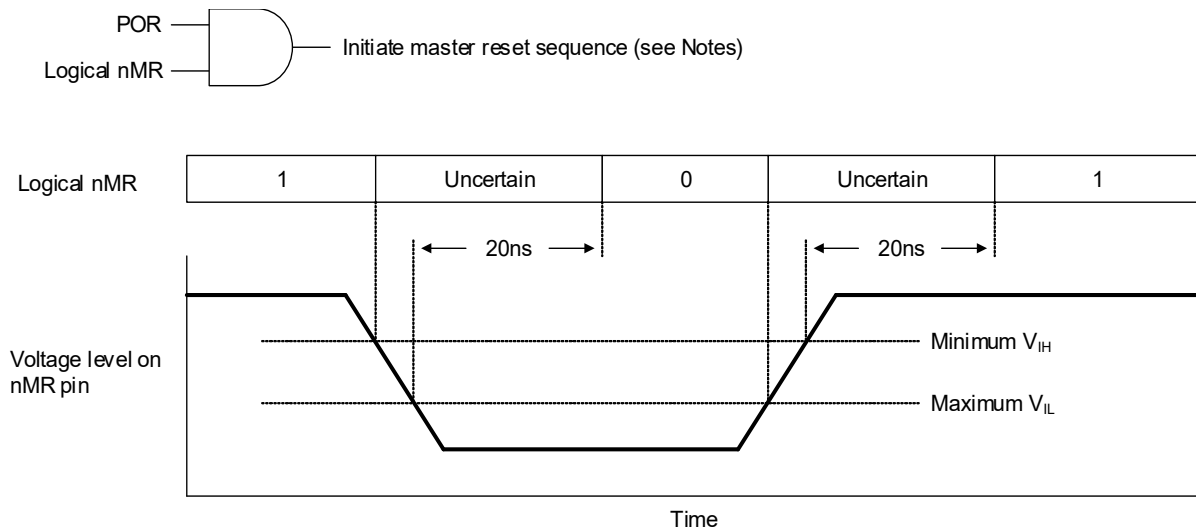 POR
Logical nMR
Initiate master reset sequence (see Notes)
Logical nMR
1
Uncertain
0
Uncertain
1
20ns
20ns
Voltage level on
nMR pin
Minimum VIH
Maximum VIL
Time